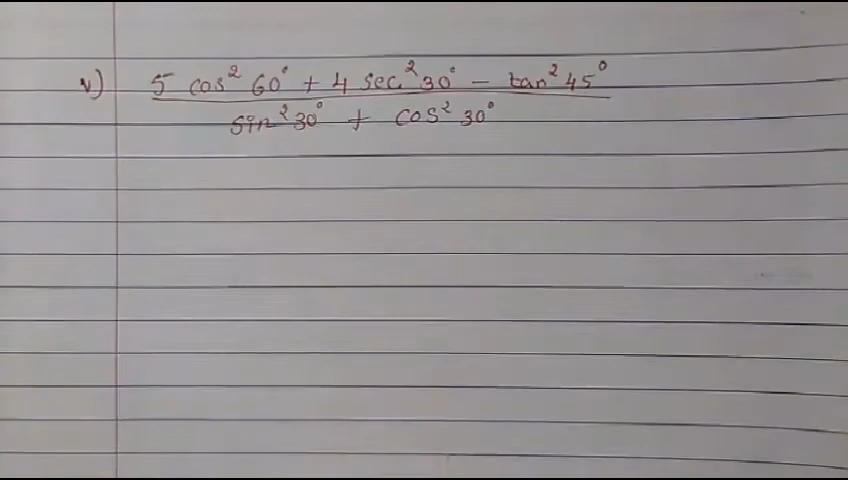 v) 5 cos² 60° + 4 sec² 30° - tan² 45°
sin² 30° + cos² 30°